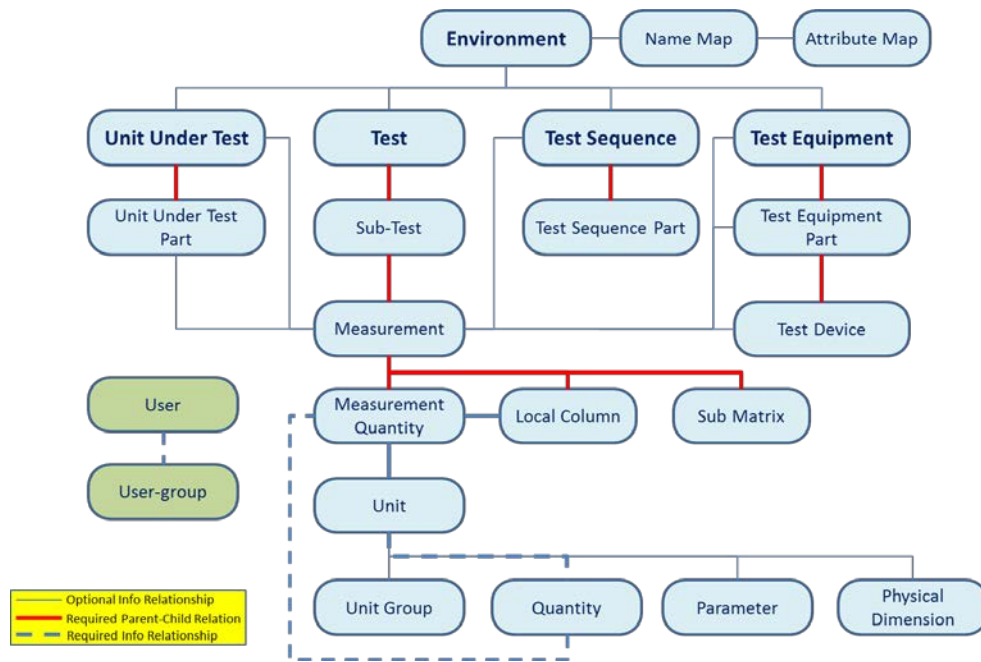 Environment
Name Map
Attribute Map
Unit Under Test
Test
Test Sequence
Test Equipment
Unit Under Test
Part
Sub-Test
Test Sequence Part
Test Equipment
Part
Measurement
Test Device
User
Measurement
Quantity
Local Column
Sub Matrix
User-group
Unit
Unit Group
Quantity
Parameter
Physical
Dimension
Optional Info Relationship
Required Parent-Child Relation
Required Info Relationship